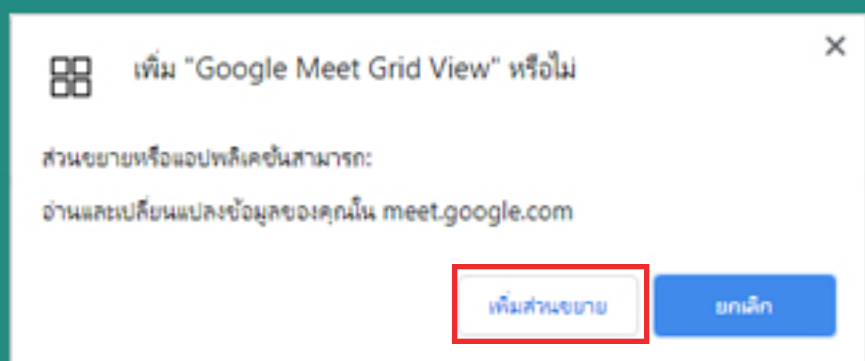 เพิ่ม "Google Meet Grid View" หรือไม่
ส่วนขยายหรือแอปพลิเคชันสามารถ:
อ่านและเปลี่ยนแปลงข้อมูลของคุณใน meet.google.com
เพิ่มส่วนขยาย ยกเลิก